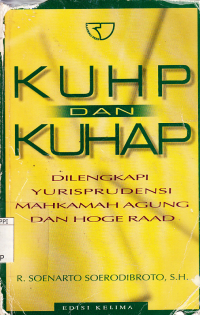 KUHP
DAN
KUHAP
DILENGKAPI
YURISPRUDENSI
MAHKAMAH AGUNG
DAN HOGE RAAD
R. SOENARTO SOERODIBROTO, S.H.
EDISI KELIMA